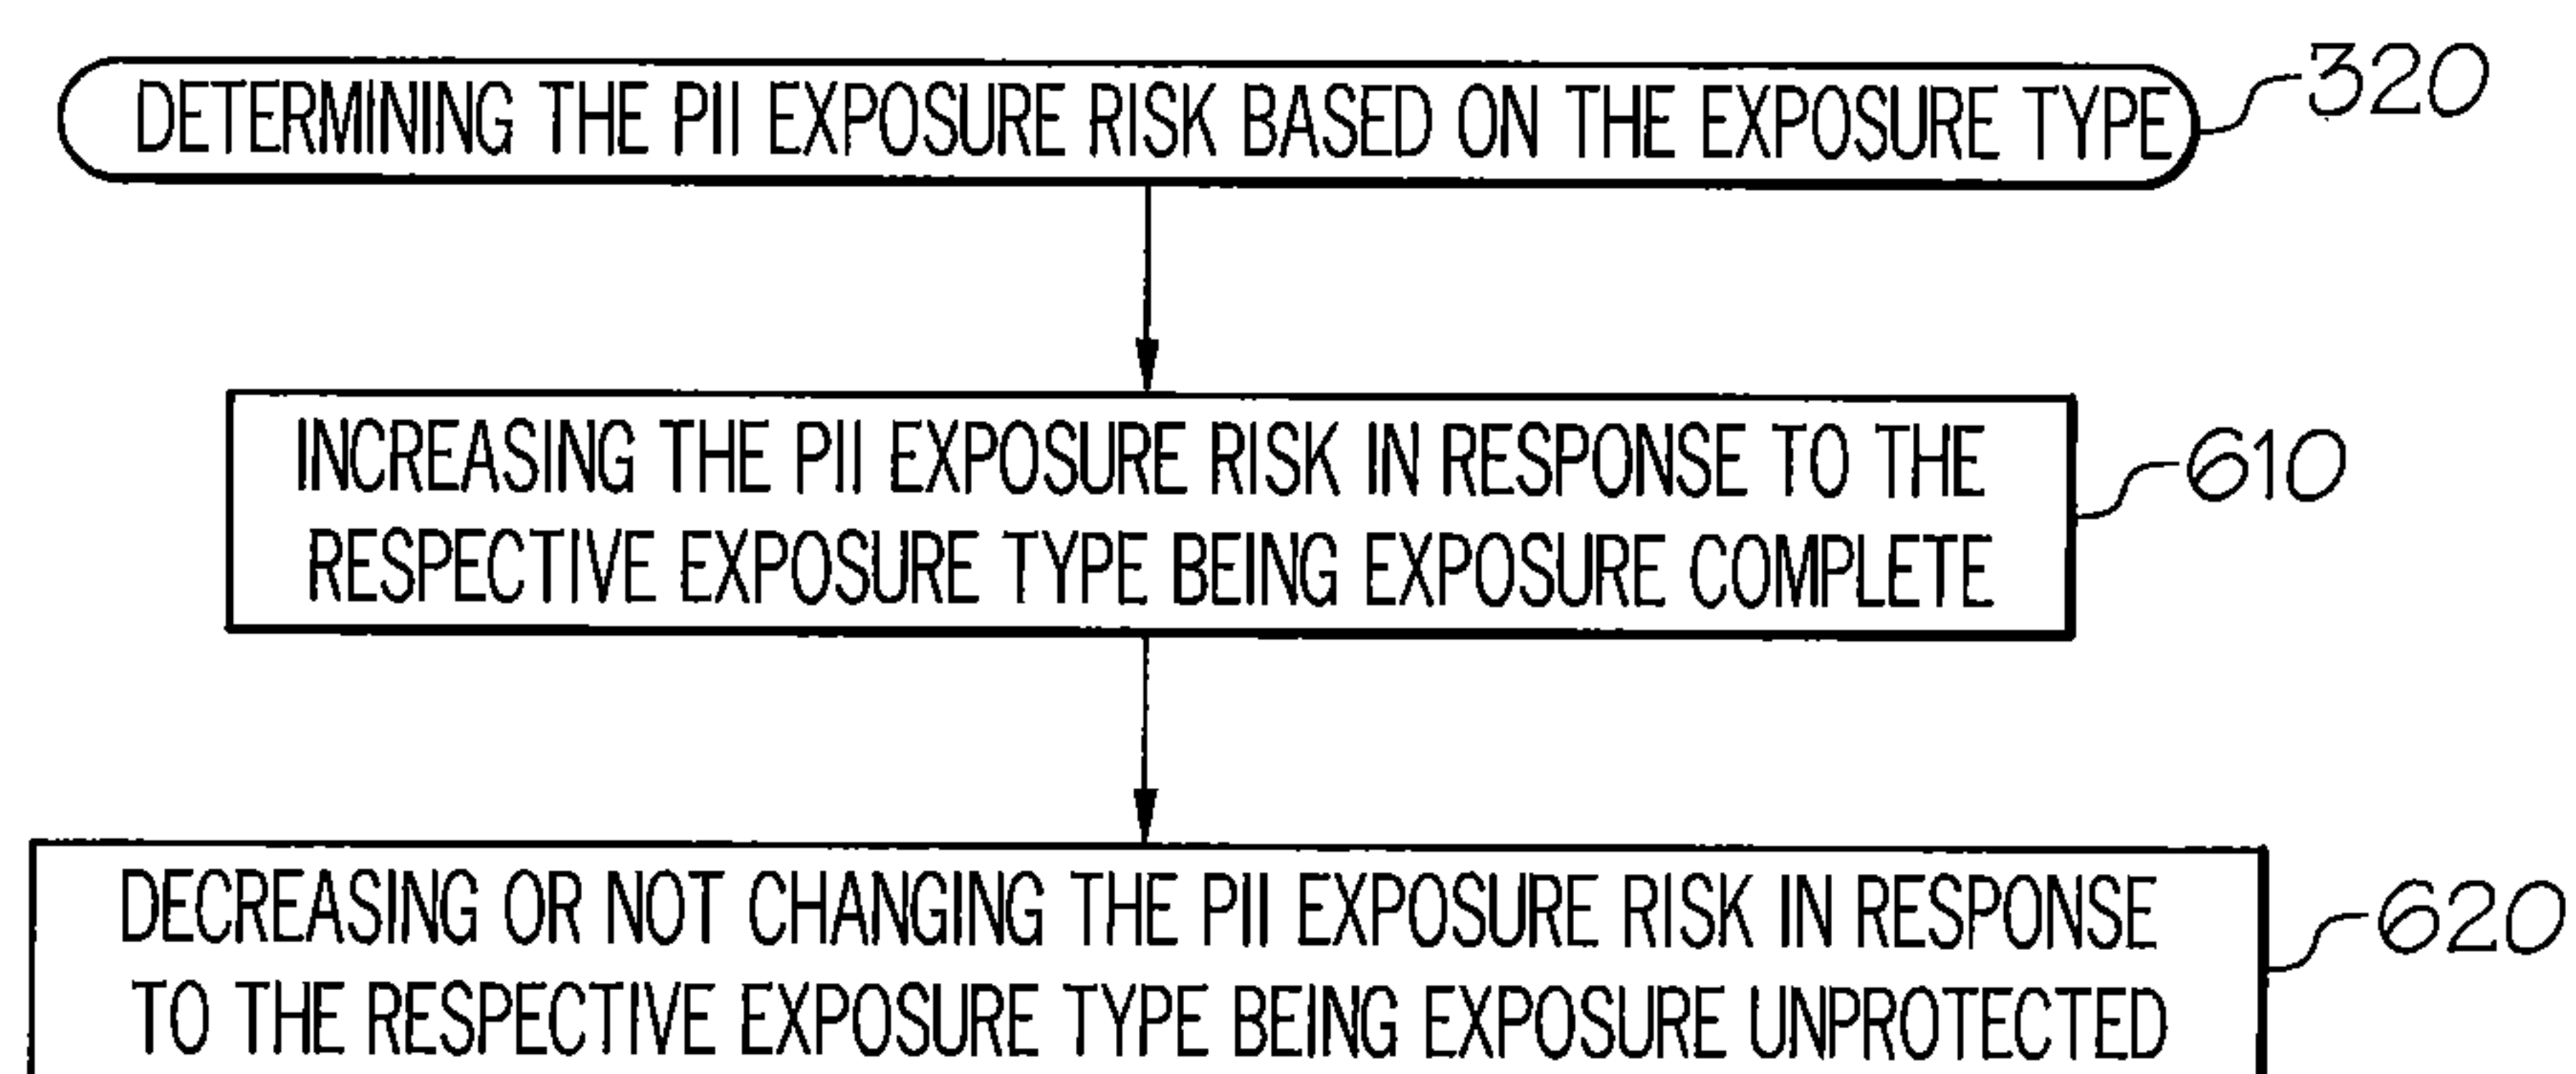 DETERMINING THE PII EXPOSURE RISK BASED ON THE EXPOSURE TYPE 320
INCREASING THE PII EXPOSURE RISK IN RESPONSE TO THE
RESPECTIVE EXPOSURE TYPE BEING EXPOSURE COMPLETE
610
DECREASING OR NOT CHANGING THE PII EXPOSURE RISK IN RESPONSE
TO THE RESPECTIVE EXPOSURE TYPE BEING EXPOSURE UNPROTECTED
620